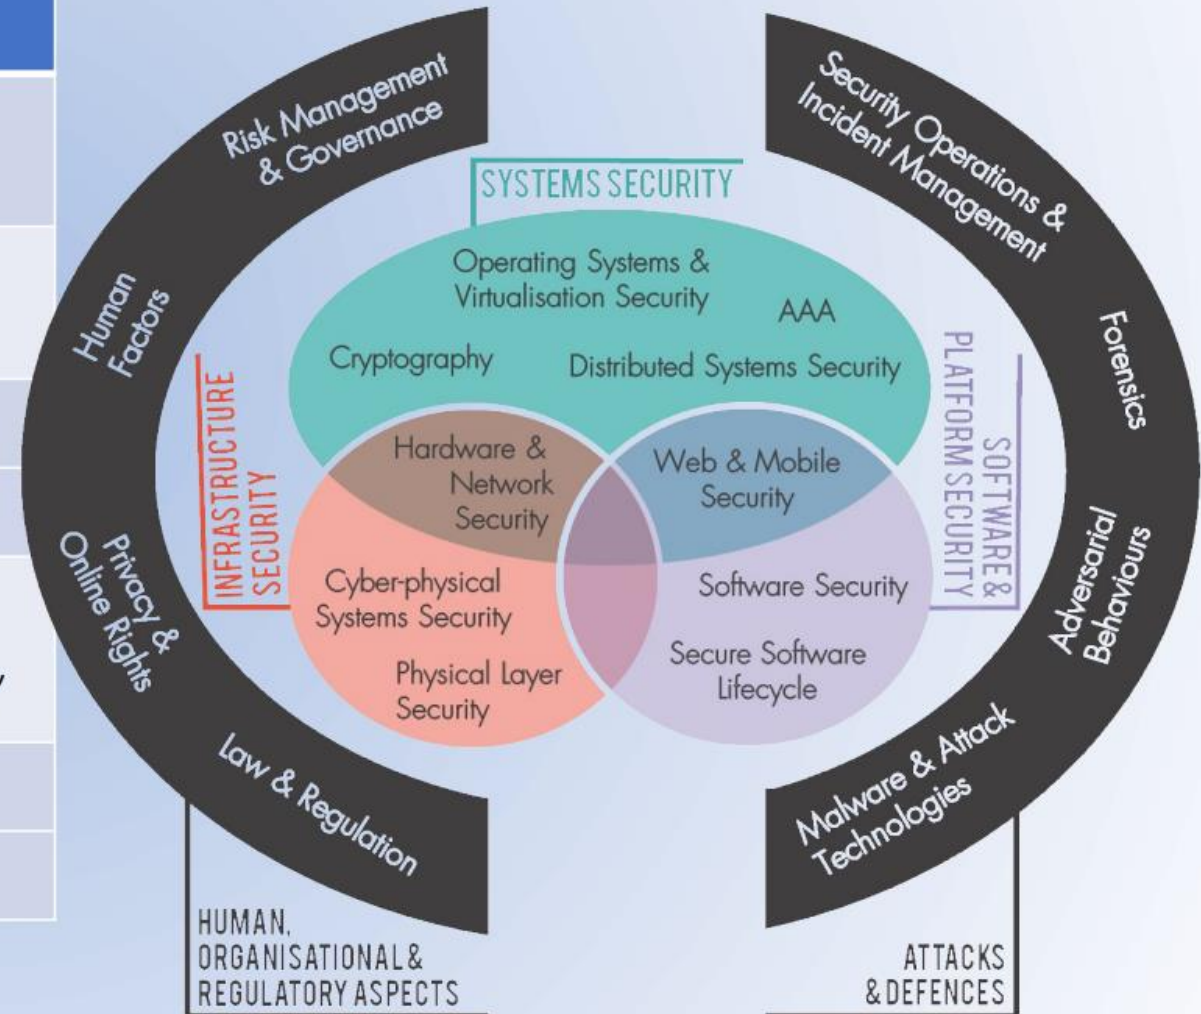 Risk Management
& Governance
Human
Factors
Privacy &
Online Rights
Law & Regulation
HUMAN,
ORGANISATIONAL &
REGULATORY ASPECTS
SYSTEMS SECURITY
Operating Systems &
Virtualisation Security
AAA
Cryptography
Distributed Systems Security
INFRASTRUCTURE
SECURITY
Hardware &
Network
Security
Cyber-physical
Systems Security
Physical Layer
Security
Web & Mobile
Security
Software Security
Secure Software
Lifecycle
SOFTWARE &
PLATFORM SECURITY
Security Operations &
Incident Management
Forensics
Adversarial
Behaviours
Malware & Attack
Technologies
ATTACKS
& DEFENCES